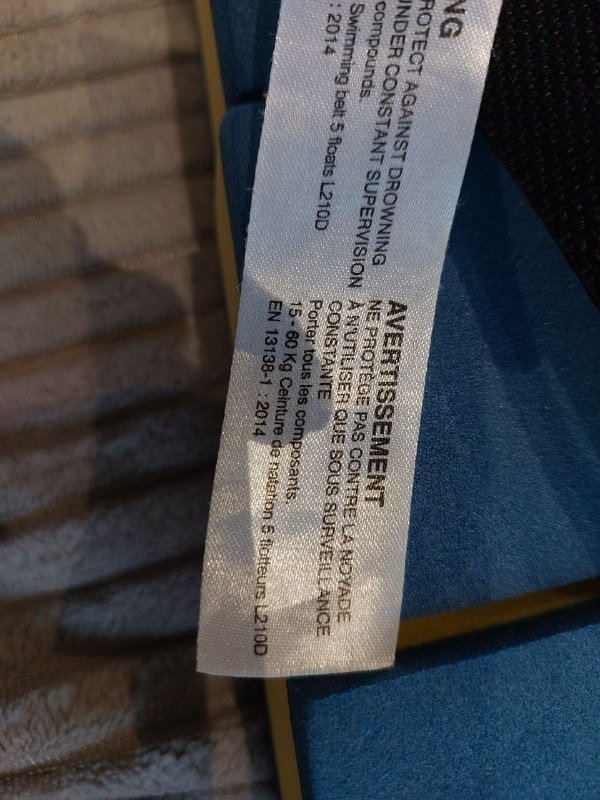 NG
ROTECT AGAINST DROWNING
UNDER CONSTANT SUPERVISION
compounds.
Swimming belt 5 floats L210D
: 2014
AVERTISSEMENT
NE PROTÈGE PAS CONTRE LA NOYADE
À N'UTILISER QUE SOUS SURVEILLANCE
CONSTANTE
Porter tous les composants.
15 - 60 Kg Ceinture de natation 5 flotteurs L210D
EN 13138-1 : 2014